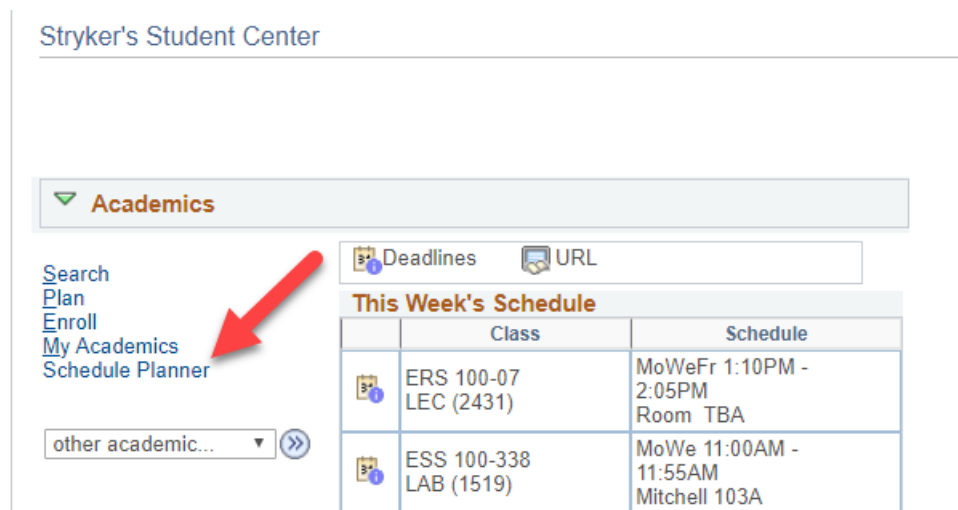 Stryker's Student Center
Academics
Search
Plan
Enroll
My Academics
Schedule Planner
other academic...
Deadlines URL
This Week's Schedule
Class Schedule
ERS 100-07
LEC (2431)
MoWeFr 1:10PM -
2:05PM
Room TBA
ESS 100-338
LAB (1519)
MoWe 11:00AM -
11:55AM
Mitchell 103A